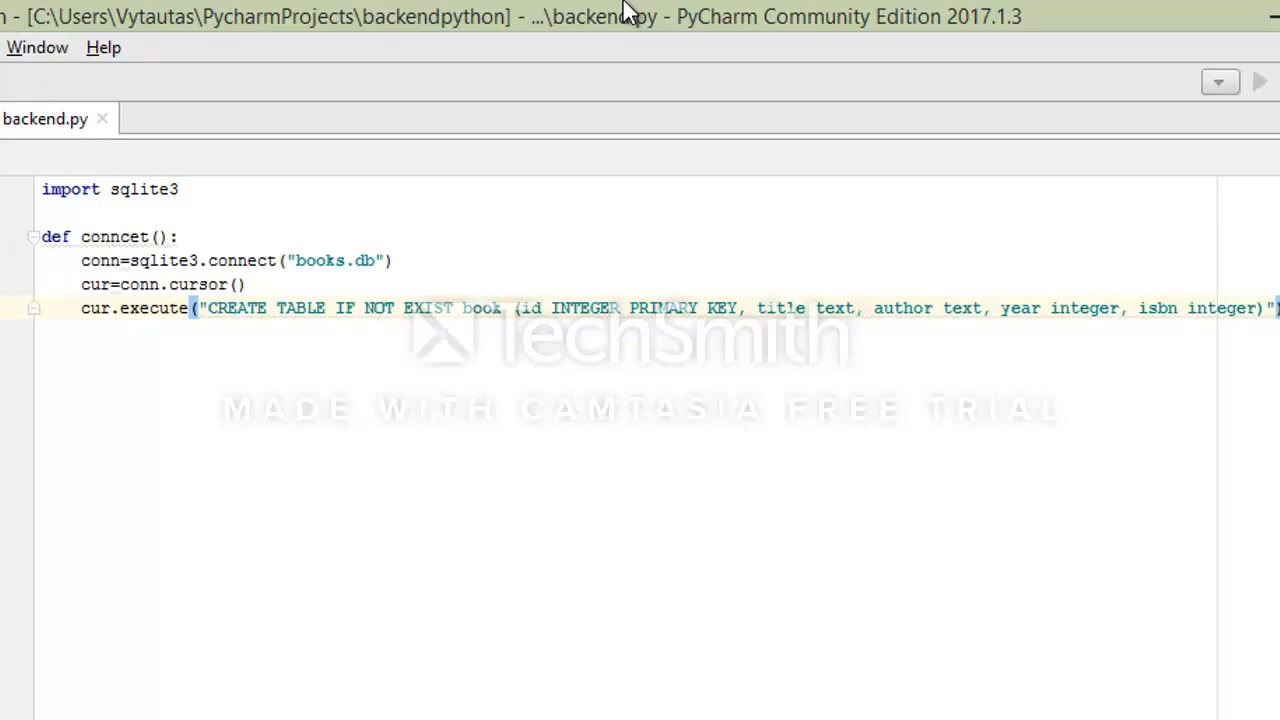 n - [C:\Users\Vytautas\PycharmProjects\backendpython] - ...\backend.py - PyCharm Community Edition 2017.1.3
Window Help
backend.py
import sqlite3
def conncet():
conn=sqlite3.connect("books.db")
cur=conn.cursor()
cur.execute("CREATE TABLE IF NOT EXIST book (id INTEGER PRIMARY KEY, title text, author text, year integer, isbn integer)")
TechSmith
MADE WITH CAMTASIA FREE TRIAL